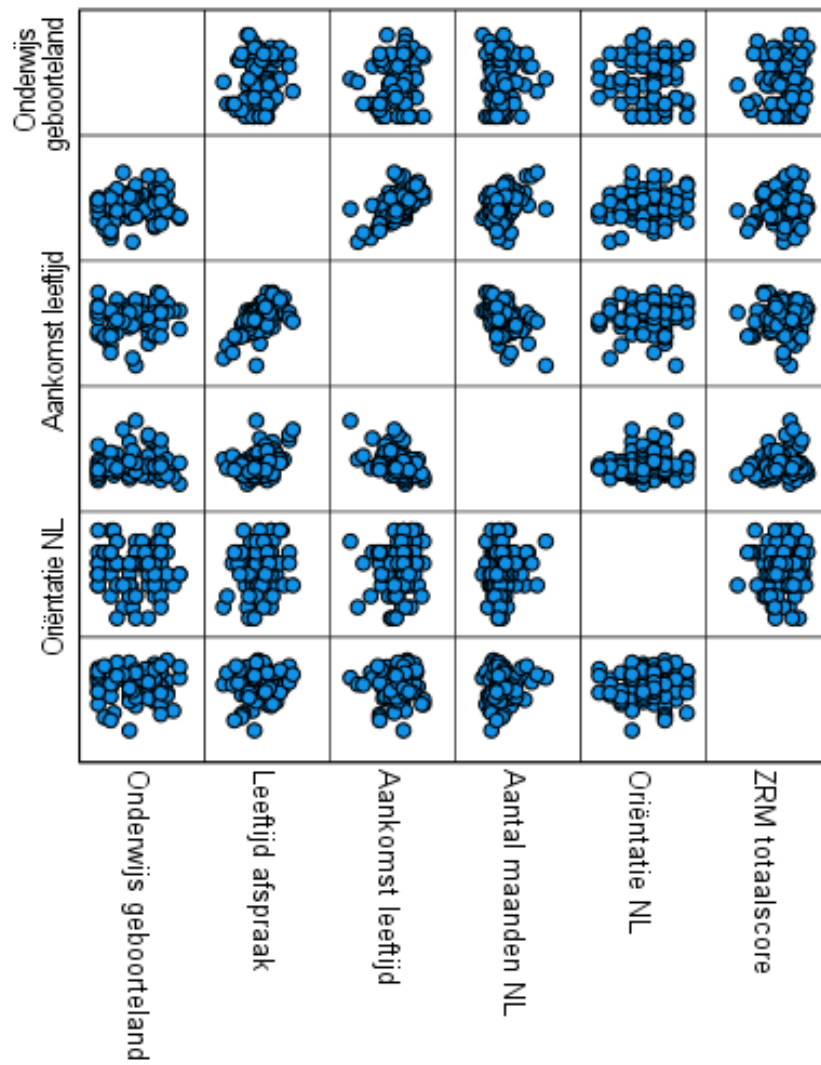 Onderwijs
geboorteland
Aankomst leeftijd
Oriëntatie NL
Onderwijs geboorteland
Leeftijd afspraak
Aankomst leeftijd
Aantal maanden NL
Oriëntatie NL
ZRM totaalscore